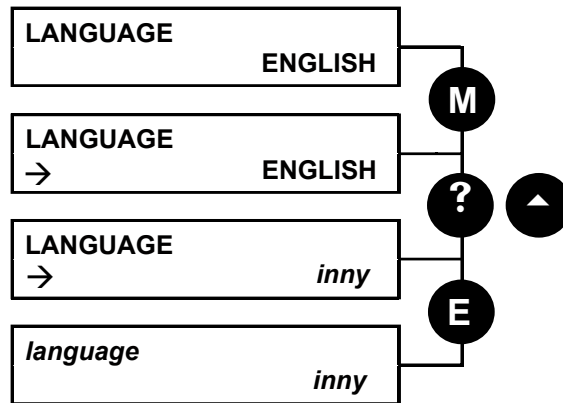 LANGUAGE
ENGLISH
M
LANGUAGE
→ ENGLISH
?
LANGUAGE
→ inny
E
language
inny